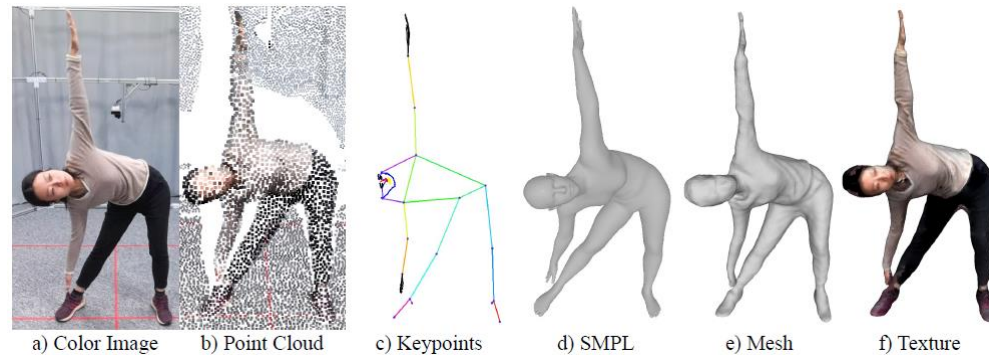 a) Color Image
b) Point Cloud
c) Keypoints
d) SMPL
e) Mesh
f) Texture